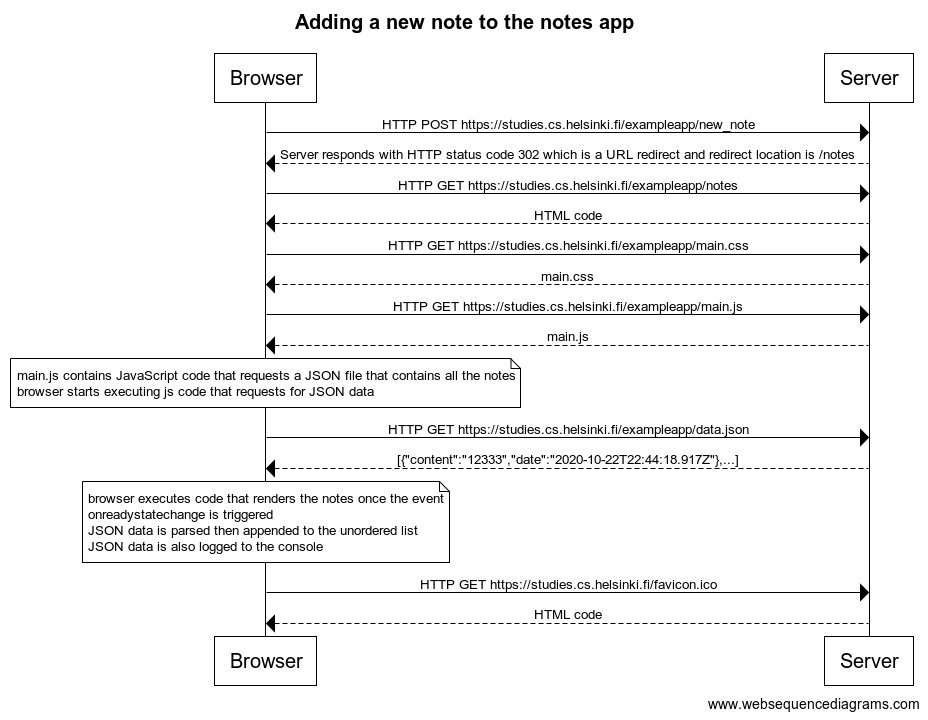 Adding a new note to the notes app
Browser
Server
HTTP POST https://studies.cs.helsinki.fi/exampleapp/new_note
Server responds with HTTP status code 302 which is a URL redirect and redirect location is /notes
HTTP GET https://studies.cs.helsinki.fi/exampleapp/notes
HTML code
HTTP GET https://studies.cs.helsinki.fi/exampleapp/main.css
main.css
HTTP GET https://studies.cs.helsinki.fi/exampleapp/main.js
main.js
main.js contains JavaScript code that requests a JSON file that contains all the notes
browser starts executing js code that requests for JSON data
HTTP GET https://studies.cs.helsinki.fi/exampleapp/data.json
[{"content":"12333","date":"2020-10-22T22:44:18.917Z"},...]
browser executes code that renders the notes once the event
onreadystatechange is triggered
JSON data is parsed then appended to the unordered list
JSON data is also logged to the console
HTTP GET https://studies.cs.helsinki.fi/favicon.ico
HTML code
Browser
Server
www.websequencediagrams.com